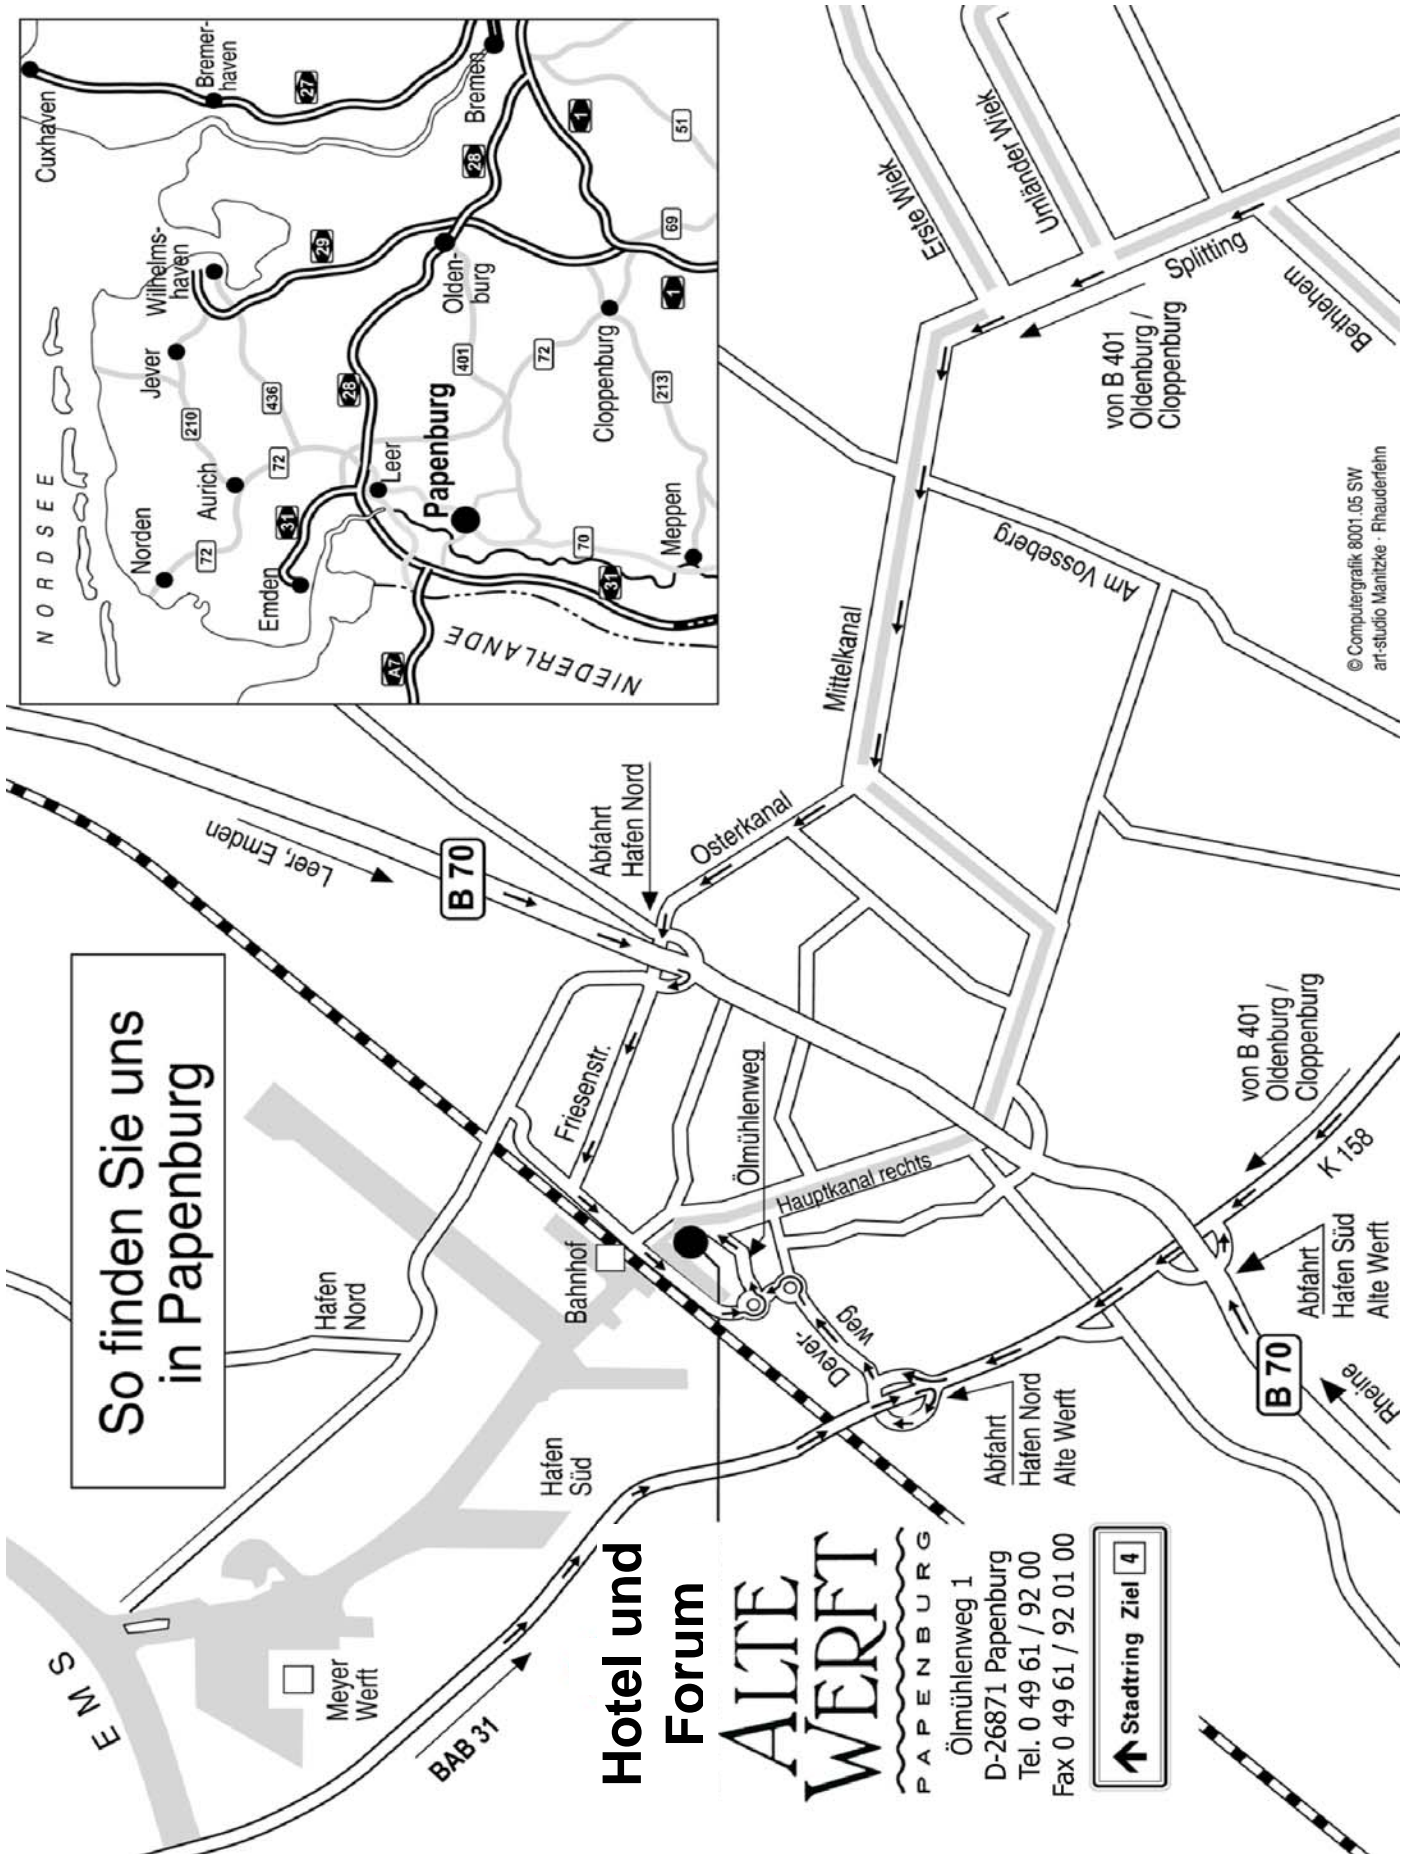 So finden Sie uns
in Papenburg
NORDSEE
Cuxhaven
Bremer-
haven
27
Wilhelms-
haven
Jever
Norden
Aurich
Emden
29
210
436
72
72
31
28
28
Leer
Papenburg
Olden-
burg
Bremen
1
51
69
1
401
72
Cloppenburg
213
Meppen
70
31
A7
NIEDERLANDE
EMS
Meyer
Werft
BAB 31
Hafen
Nord
Hafen
Süd
Bahnhof
Leer, Emden
B 70
Friesenstr.
Abfahrt
Hafen Nord
Osterkanal
Mittelkanal
Ölmühlenweg
Hauptkanal rechts
Dever-
weg
Am Vosseberg
Erste Wiek
Umländer Wiek
Splitting
Bethlehem
von B 401
Oldenburg /
Cloppenburg
von B 401
Oldenburg /
Cloppenburg
K 158
Abfahrt
Hafen Süd
Alte Werft
Abfahrt
Hafen Nord
Alte Werft
B 70
Rheine
Hotel und
Forum
ALTE
WERFT
PAPENBURG
Ölmühlenweg 1
D-26871 Papenburg
Tel. 0 49 61 / 92 00
Fax 0 49 61 / 92 01 00
Stadtring Ziel 4
© Computergrafik 8001.05 SW
art-studio Manitzke · Rhauderfehn